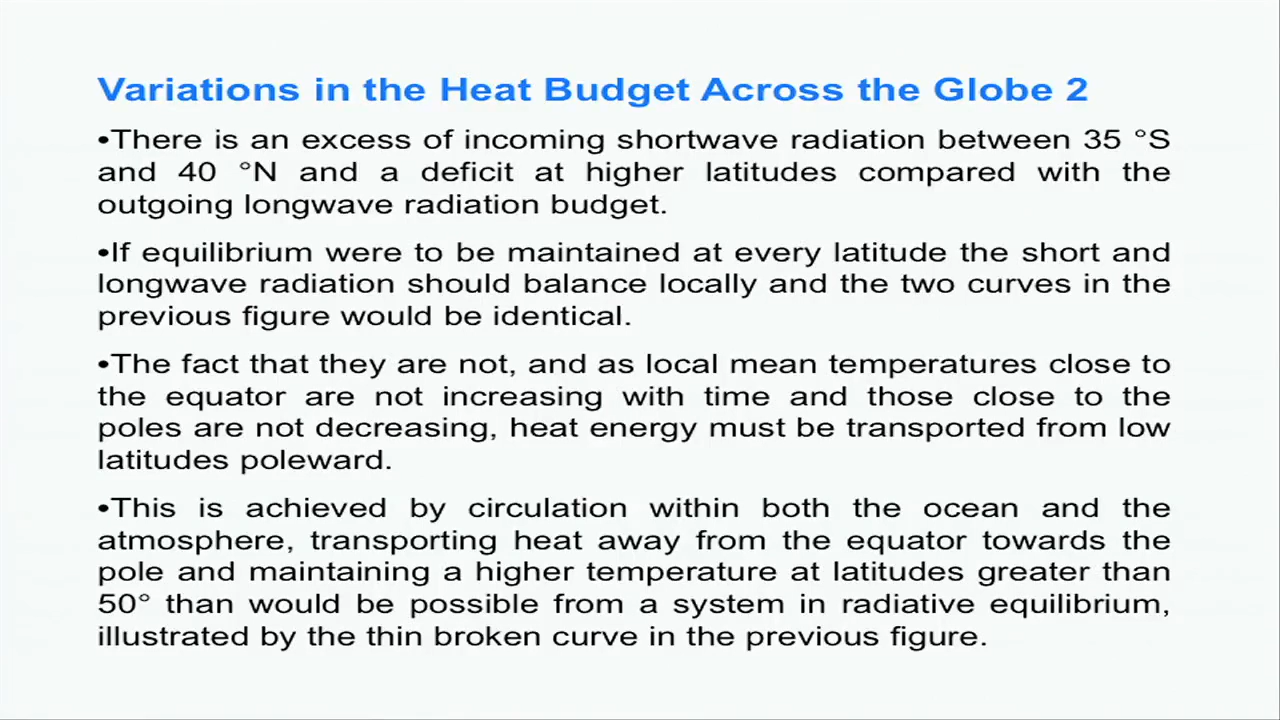 Variations in the Heat Budget Across the Globe 2
•There is an excess of incoming shortwave radiation between 35 °S
and 40 °N and a deficit at higher latitudes compared with the
outgoing longwave radiation budget.
•If equilibrium were to be maintained at every latitude the short and
longwave radiation should balance locally and the two curves in the
previous figure would be identical.
•The fact that they are not, and as local mean temperatures close to
the equator are not increasing with time and those close to the
poles are not decreasing, heat energy must be transported from low
latitudes poleward.
•This is achieved by circulation within both the ocean and the
atmosphere, transporting heat away from the equator towards the
pole and maintaining a higher temperature at latitudes greater than
50° than would be possible from a system in radiative equilibrium,
illustrated by the thin broken curve in the previous figure.